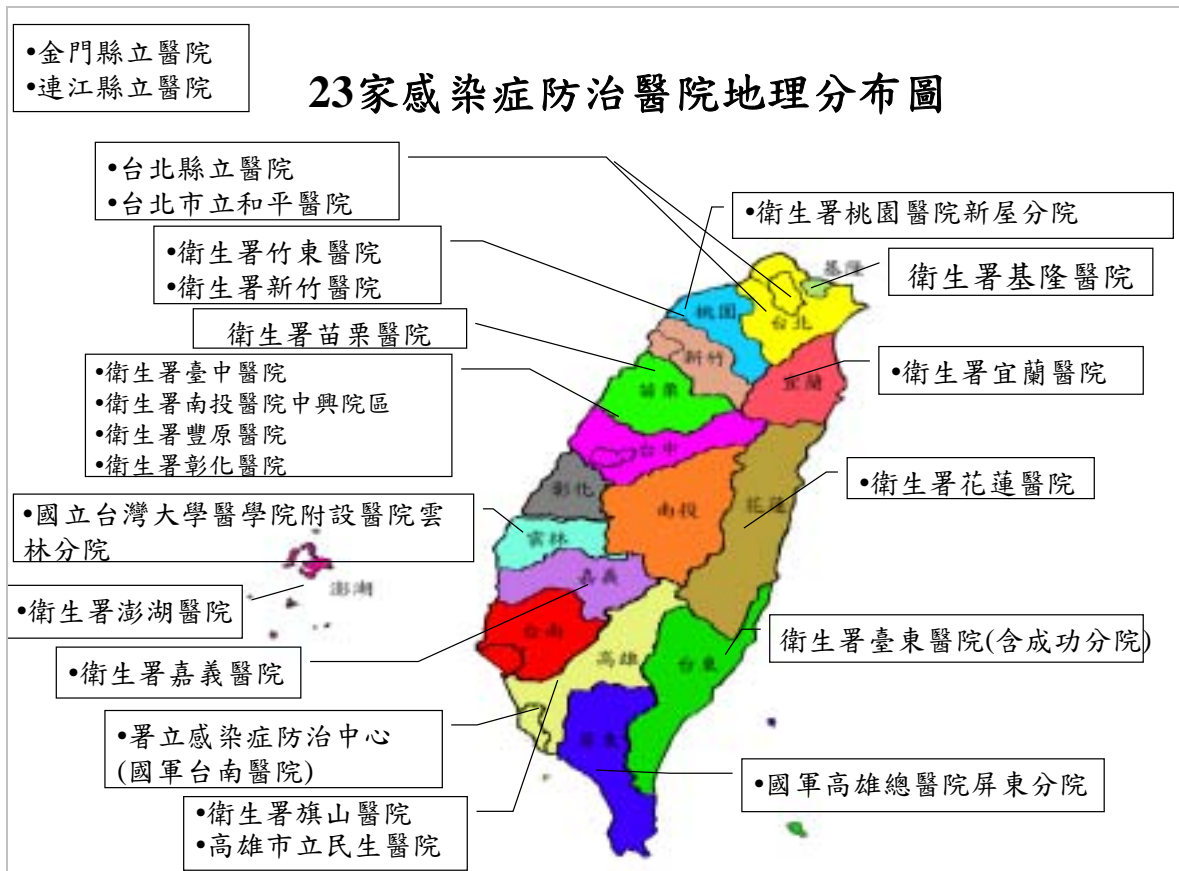 •金門縣立醫院
•連江縣立醫院
23家感染症防治醫院地理分布圖
•台北縣立醫院
•台北市立和平醫院
•衛生署桃園醫院新屋分院
•衛生署竹東醫院
•衛生署新竹醫院
基隆
衛生署基隆醫院
桃園
台北
衛生署苗栗醫院
新竹
•衛生署宜蘭醫院
宜蘭
•衛生署臺中醫院
•衛生署南投醫院中興院區
•衛生署豐原醫院
•衛生署彰化醫院
苗栗
台中
•衛生署花蓮醫院
彰化
南投
花蓮
•國立台灣大學醫學院附設醫院雲
林分院
雲林
嘉義
澎湖
•衛生署澎湖醫院
台南
高雄
台東
衛生署臺東醫院(含成功分院)
•衛生署嘉義醫院
•署立感染症防治中心
(國軍台南醫院)
屏東
•國軍高雄總醫院屏東分院
•衛生署旗山醫院
•高雄市立民生醫院